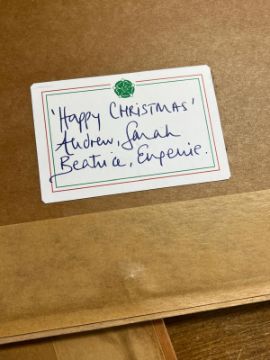 'Happy CHRISTMAS'
Andrew, Sarah
Beatrice, Eugenie.